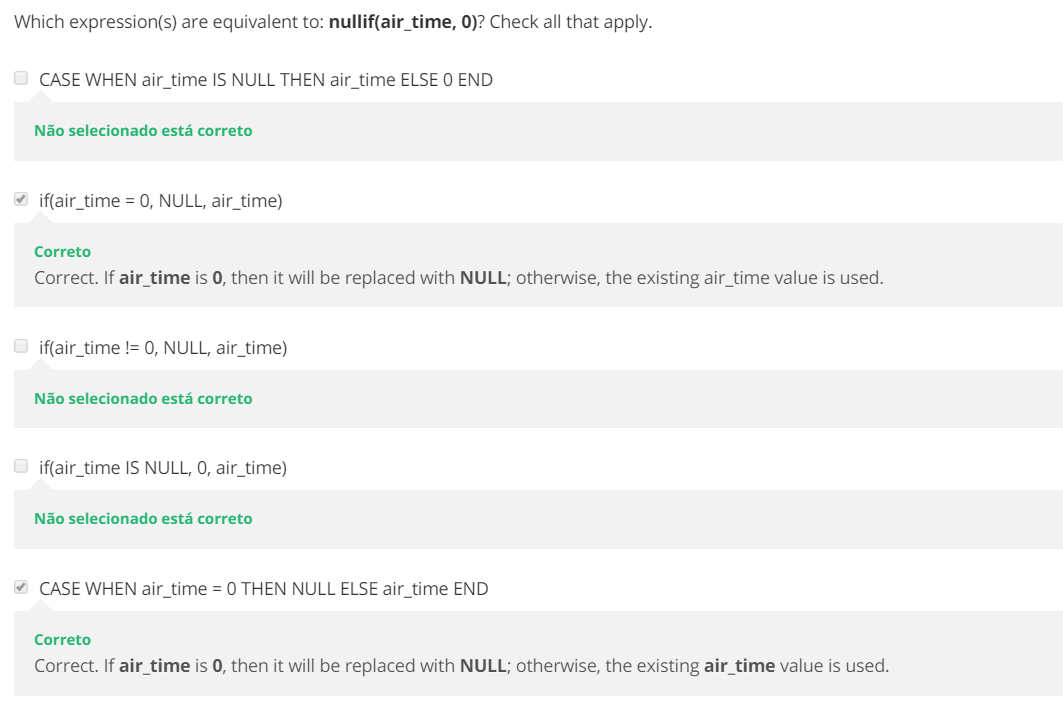 Which expression(s) are equivalent to: nullif(air_time, 0)? Check all that apply.
CASE WHEN air_time IS NULL THEN air_time ELSE 0 END
Não selecionado está correto
if(air_time = 0, NULL, air_time)
Correto
Correct. If air_time is 0, then it will be replaced with NULL; otherwise, the existing air_time value is used.
if(air_time != 0, NULL, air_time)
Não selecionado está correto
if(air_time IS NULL, 0, air_time)
Não selecionado está correto
CASE WHEN air_time = 0 THEN NULL ELSE air_time END
Correto
Correct. If air_time is 0, then it will be replaced with NULL; otherwise, the existing air_time value is used.